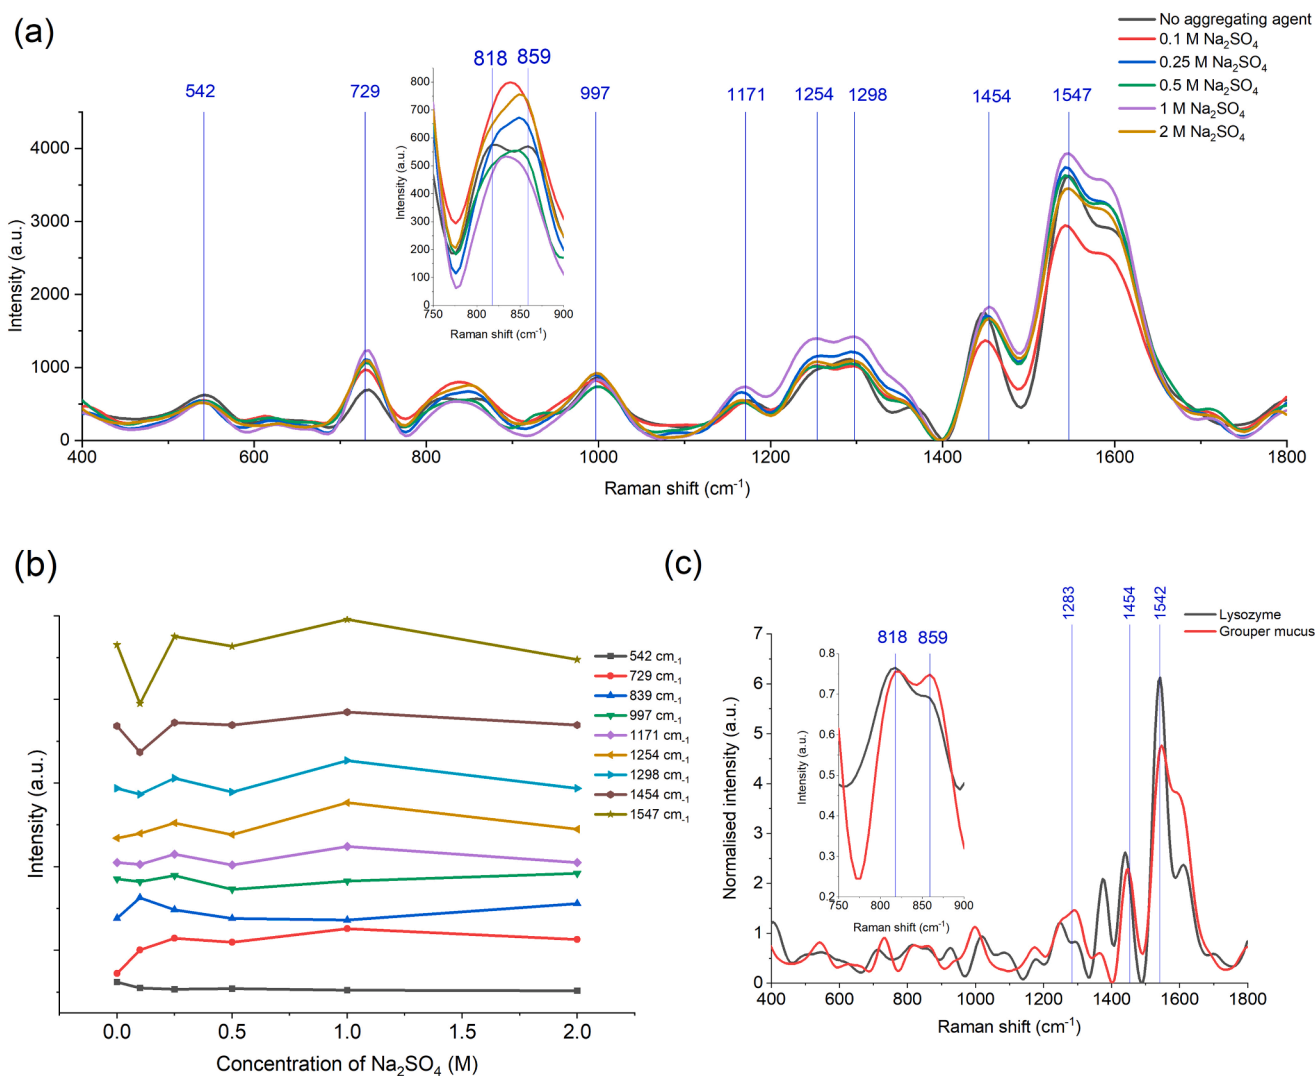 (a)
No aggregating agent
0.1 M Na₂SO₄
0.25 M Na₂SO₄
0.5 M Na₂SO₄
1 M Na₂SO₄
2 M Na₂SO₄
542
729
818
859
997
1171
1254
1298
1454
1547
Intensity (a.u.)
4000
3000
2000
1000
0
400
600
800
1000
1200
1400
1600
1800
Raman shift (cm⁻¹)
Intensity (a.u.)
800
700
600
500
400
300
200
100
0
750
800
850
900
Raman shift (cm⁻¹)
(b)
Intensity (a.u.)
542 cm₋₁
729 cm₋₁
839 cm₋₁
997 cm₋₁
1171 cm₋₁
1254 cm₋₁
1298 cm₋₁
1454 cm₋₁
1547 cm₋₁
0.0
0.5
1.0
1.5
2.0
Concentration of Na₂SO₄ (M)
(c)
1283
1454
1542
Lysozyme
Grouper mucus
Normalised intensity (a.u.)
7
6
5
4
3
2
1
0
400
600
800
1000
1200
1400
1600
1800
Raman shift (cm⁻¹)
818
859
Intensity (a.u.)
0.8
0.7
0.6
0.5
0.4
0.3
0.2
750
800
850
900
Raman shift (cm⁻¹)